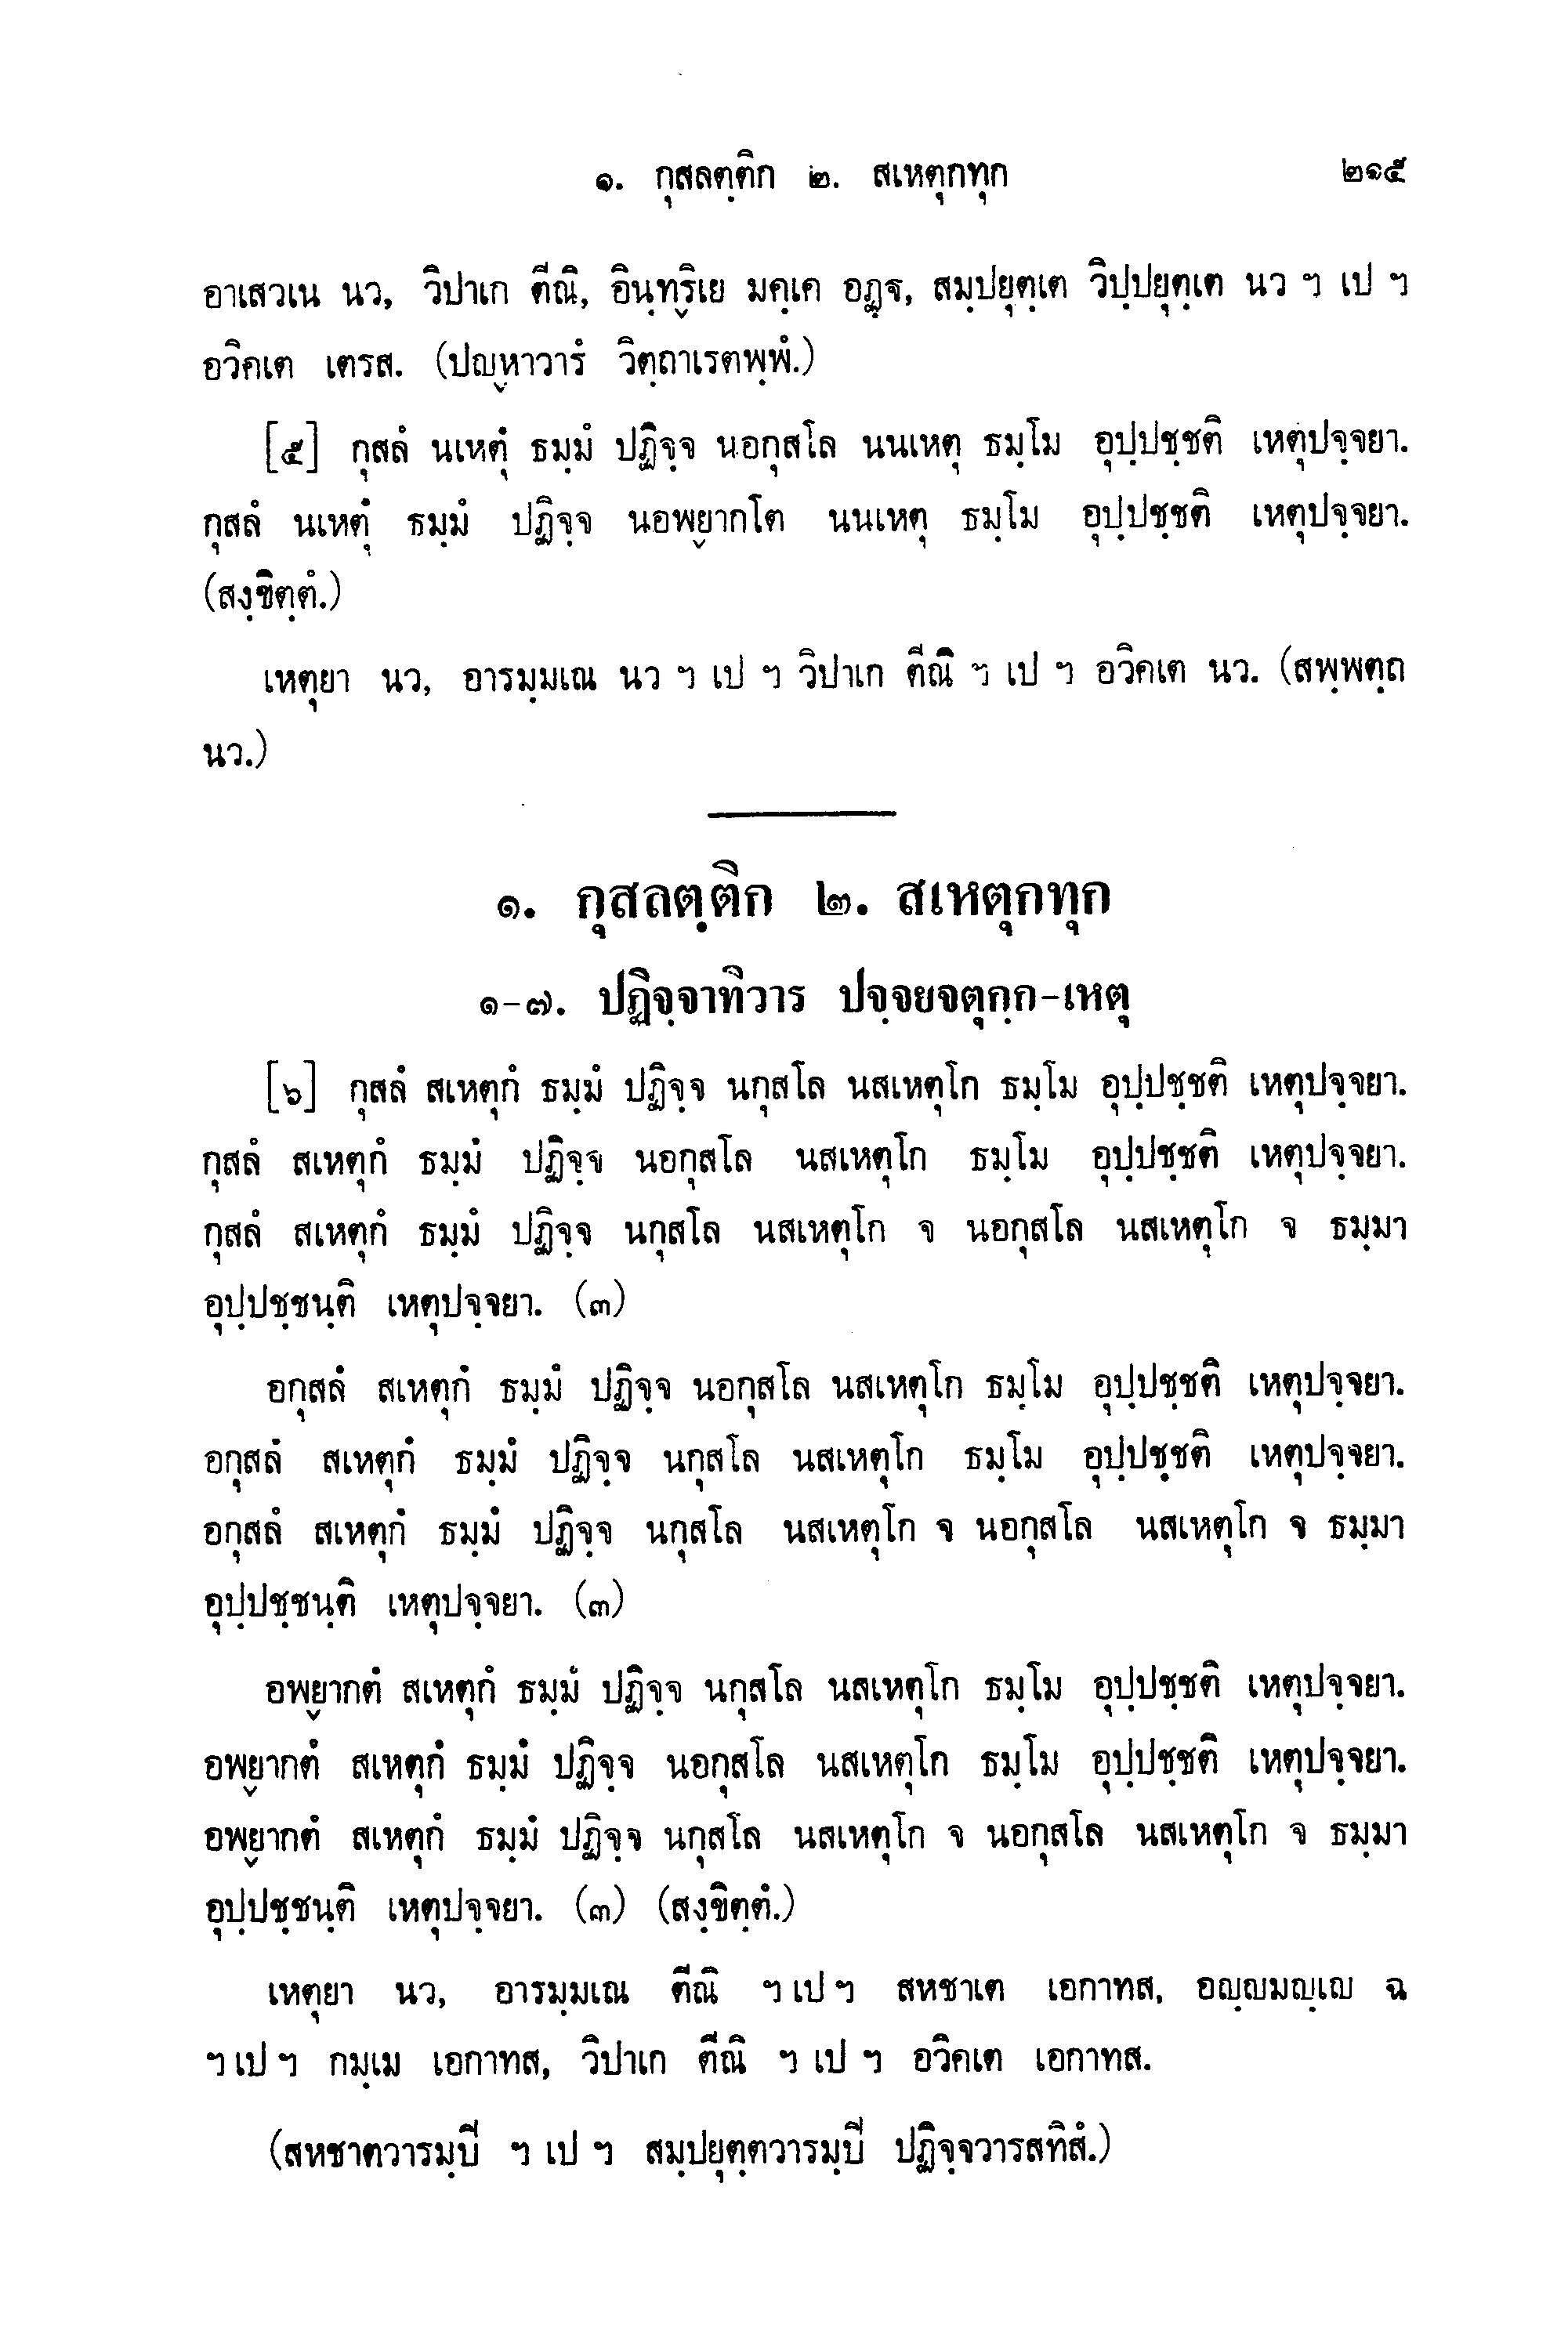 ๑. กุสลตฺติก ๒. สเหตุกทุก ๒๑๕
อาเสวเน นว, วิปาเก ตีณิ, อินฺทฺริเย มคฺเค อฏฺฐ, สมฺปยุตฺเต วิปฺปยุตฺเต นว ฯ เป ฯ
อวิคเต เตรส. (ปญฺหาวารํ วิตฺถาเรตพฺพํ.)
[๕] กุสลํ นเหตุํ ธมฺมํ ปฏิจฺจ นอกุสโล นนเหตุ ธมฺโม อุปฺปชฺชติ เหตุปจฺจยา.
กุสลํ นเหตุํ ธมฺมํ ปฏิจฺจ นอพฺยากโต นนเหตุ ธมฺโม อุปฺปชฺชติ เหตุปจฺจยา.
(สงฺขิตฺตํ.)
เหตุยา นว, อารมฺมเณ นว ฯ เป ฯ วิปาเก ตีณิ ฯ เป ฯ อวิคเต นว. (สพฺพตฺถ
นว.)
๑. กุสลตฺติก ๒. สเหตุกทุก
๑-๗. ปฏิจฺจาทิวาร ปจฺจยจตุกฺก-เหตุ
[๖] กุสลํ สเหตุกํ ธมฺมํ ปฏิจฺจ นกุสโล นสเหตุโก ธมฺโม อุปฺปชฺชติ เหตุปจฺจยา.
กุสลํ สเหตุกํ ธมฺมํ ปฏิจฺจ นอกุสโล นสเหตุโก ธมฺโม อุปฺปชฺชติ เหตุปจฺจยา.
กุสลํ สเหตุกํ ธมฺมํ ปฏิจฺจ นกุสโล นสเหตุโก จ นอกุสโล นสเหตุโก จ ธมฺมา
อุปฺปชฺชนฺติ เหตุปจฺจยา. (๓)
อกุสลํ สเหตุกํ ธมฺมํ ปฏิจฺจ นอกุสโล นสเหตุโก ธมฺโม อุปฺปชฺชติ เหตุปจฺจยา.
อกุสลํ สเหตุกํ ธมฺมํ ปฏิจฺจ นกุสโล นสเหตุโก ธมฺโม อุปฺปชฺชติ เหตุปจฺจยา.
อกุสลํ สเหตุกํ ธมฺมํ ปฏิจฺจ นกุสโล นสเหตุโก จ นอกุสโล นสเหตุโก จ ธมฺมา
อุปฺปชฺชนฺติ เหตุปจฺจยา. (๓)
อพฺยากตํ สเหตุกํ ธมฺมํ ปฏิจฺจ นกุสโล นสเหตุโก ธมฺโม อุปฺปชฺชติ เหตุปจฺจยา.
อพฺยากตํ สเหตุกํ ธมฺมํ ปฏิจฺจ นอกุสโล นสเหตุโก ธมฺโม อุปฺปชฺชติ เหตุปจฺจยา.
อพฺยากตํ สเหตุกํ ธมฺมํ ปฏิจฺจ นกุสโล นสเหตุโก จ นอกุสโล นสเหตุโก จ ธมฺมา
อุปฺปชฺชนฺติ เหตุปจฺจยา. (๓) (สงฺขิตฺตํ.)
เหตุยา นว, อารมฺมเณ ตีณิ ฯ เป ฯ สหชาเต เอกาทส, อญฺญมญฺเญ ฉ
ฯ เป ฯ กมฺเม เอกาทส, วิปาเก ตีณิ ฯ เป ฯ อวิคเต เอกาทส.
(สหชาตวารมฺปิ ฯ เป ฯ สมฺปยุตฺตวารมฺปิ ปฏิจฺจวารสทิสํ.)